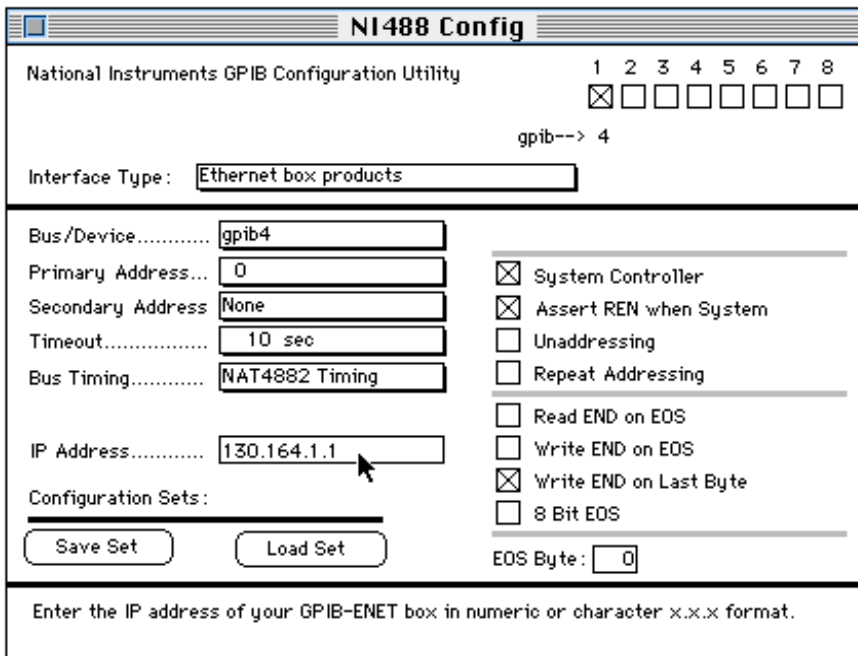 NI488 Config
National Instruments GPIB Configuration Utility
1 2 3 4 5 6 7 8
gpib--> 4
Interface Type: Ethernet box products
Bus/Device............ gpib4
Primary Address... 0
Secondary Address None
Timeout................. 10 sec
Bus Timing............ NAT4882 Timing
IP Address............ 130.164.1.1
Configuration Sets:
Save Set
Load Set
System Controller
Assert REN when System
Unaddressing
Repeat Addressing
Read END on EOS
Write END on EOS
Write END on Last Byte
8 Bit EOS
EOS Byte: 0
Enter the IP address of your GPIB-ENET box in numeric or character x.x.x format.